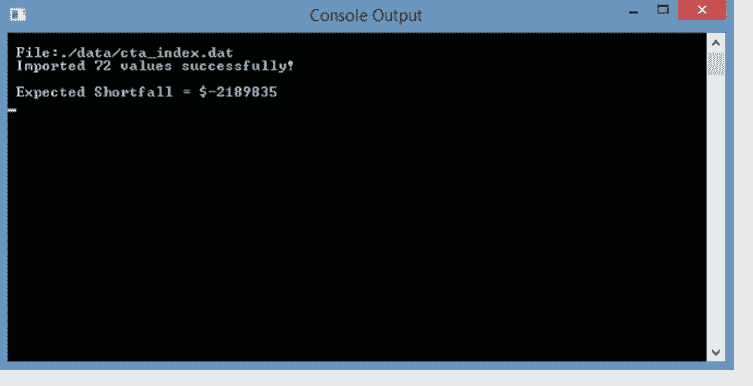 Console Output
File:./data/cta_index.dat
Imported 72 values successfully!
Expected Shortfall = $-2189835